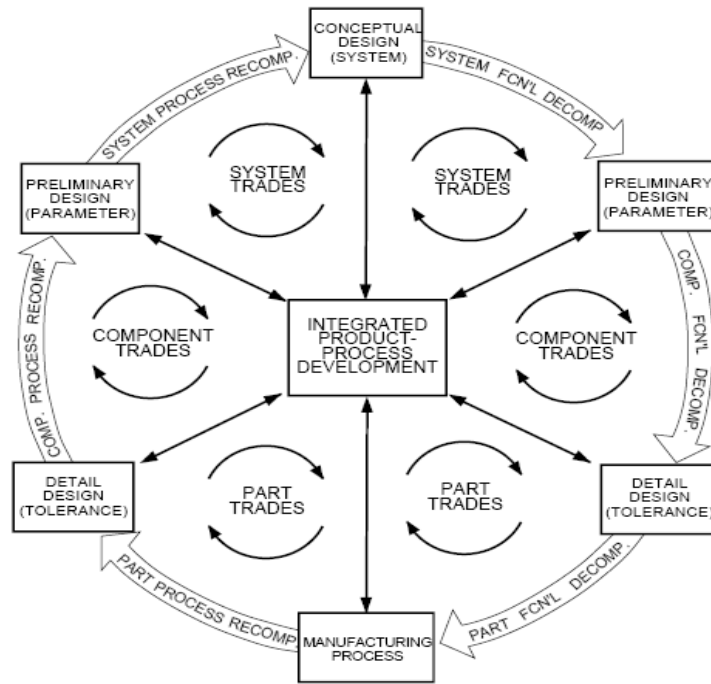 CONCEPTUAL
DESIGN
(SYSTEM)
SYSTEM PROCESS RECOMP.
SYSTEM FCN'L DECOMP
SYSTEM
TRADES
SYSTEM
TRADES
PRELIMINARY
DESIGN
(PARAMETER)
PRELIMINARY
DESIGN
(PARAMETER)
COMP. PROCESS RECOMP.
COMPONENT
TRADES
INTEGRATED
PRODUCT-
PROCESS
DEVELOPMENT
COMPONENT
TRADES
COMP. FCN'L DECOMP.
DETAIL
DESIGN
(TOLERANCE)
PART
TRADES
PART
TRADES
DETAIL
DESIGN
(TOLERANCE)
PART PROCESS RECOMP.
PART FCN'L DECOMP.
MANUFACTURING
PROCESS